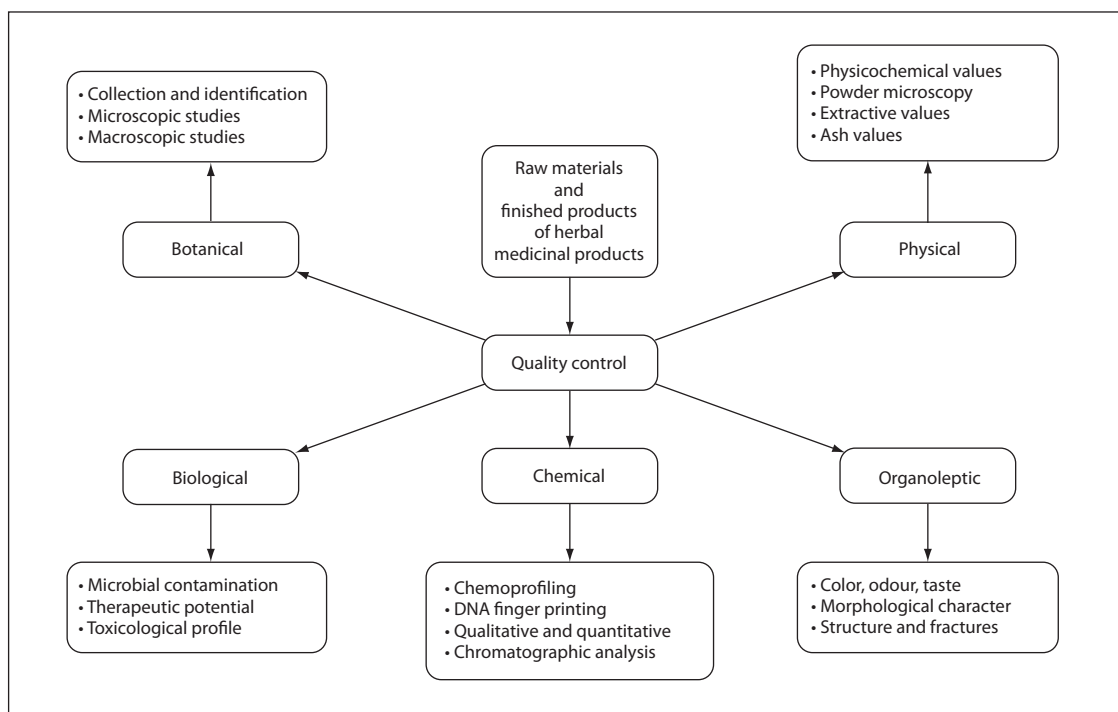 • Collection and identification
• Microscopic studies
• Macroscopic studies
• Physicochemical values
• Powder microscopy
• Extractive values
• Ash values
Raw materials
and
finished products
of herbal
medicinal products
Botanical
Physical
Quality control
Biological
Chemical
Organoleptic
• Microbial contamination
• Therapeutic potential
• Toxicological profile
• Chemoprofiling
• DNA finger printing
• Qualitative and quantitative
• Chromatographic analysis
• Color, odour, taste
• Morphological character
• Structure and fractures